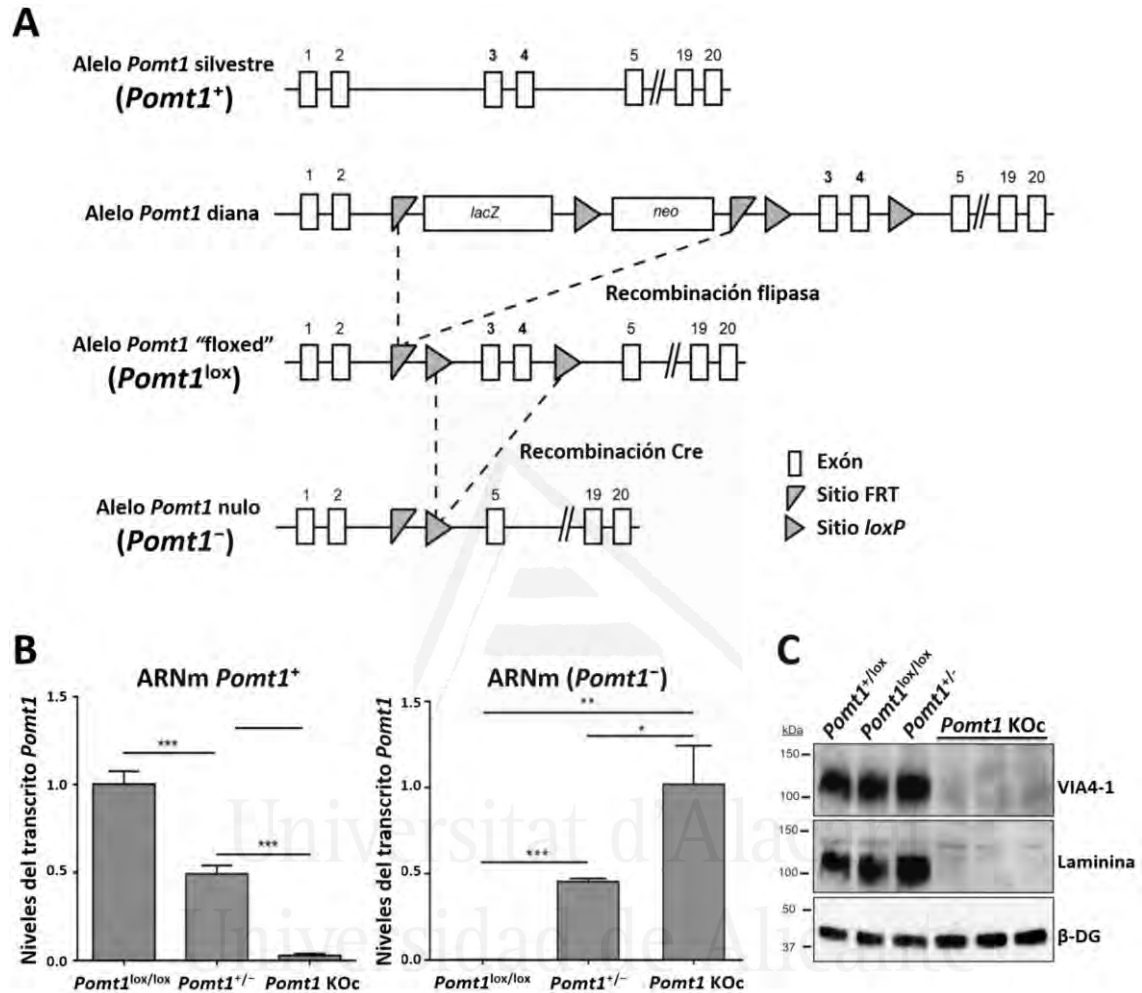 A
Alelo Pomt1 silvestre
(Pomt1+)
1 2 3 4 5 19 20
Alelo Pomt1 diana
1 2 lacZ neo 3 4 5 19 20
Recombinación flipasa
Alelo Pomt1 “floxed”
(Pomt1lox)
1 2 3 4 5 19 20
Recombinación Cre
Alelo Pomt1 nulo
(Pomt1−)
1 2 5 19 20
Exón
Sitio FRT
Sitio loxP
B
ARNm Pomt1+
Niveles del transcrito Pomt1
1.5
1.0
0.5
0.0
***
***
Pomt1lox/lox Pomt1+/− Pomt1 KOc
ARNm (Pomt1−)
Niveles del transcrito Pomt1
1.5
1.0
0.5
0.0
**
*
***
Pomt1lox/lox Pomt1+/− Pomt1 KOc
C
Pomt1+/lox
Pomt1lox/lox
Pomt1+/-
Pomt1 KOc
kDa
150
100
VIA4-1
150
100
Laminina
50
37
β-DG
Universitat d'Alacant
Universidad de Alicante